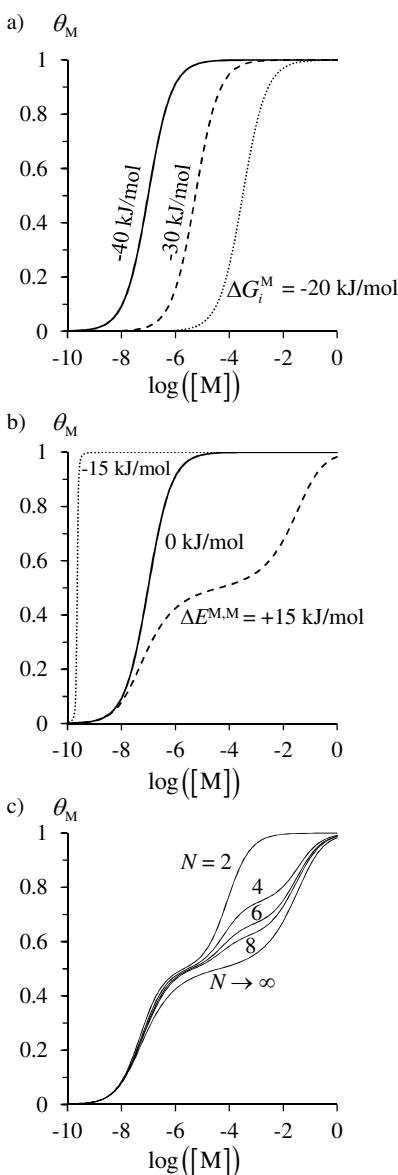 a) θM
1
0.8
0.6
0.4
0.2
0
-40 kJ/mol
-30 kJ/mol
ΔGiM = -20 kJ/mol
-10 -8 -6 -4 -2 0
log([M])
b) θM
1
0.8
0.6
0.4
0.2
0
-15 kJ/mol
0 kJ/mol
ΔEM,M = +15 kJ/mol
-10 -8 -6 -4 -2 0
log([M])
c) θM
1
0.8
0.6
0.4
0.2
0
N = 2
4
6
8
N → ∞
-10 -8 -6 -4 -2 0
log([M])